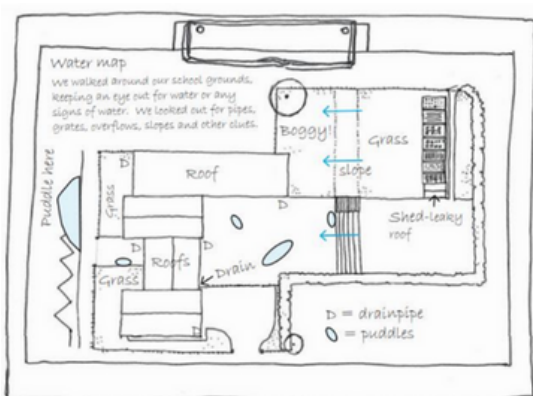 Water map
We walked around our school grounds,
keeping an eye out for water or any
signs of water. We looked out for pipes,
grates, overflows, slopes and other clues.
Boggy!
Grass
slope
D
Roof
Puddle here
Grass
D
Shed-leaky
roof
D
D
Roofs
Drain
Grass
D
D = drainpipe
= puddles